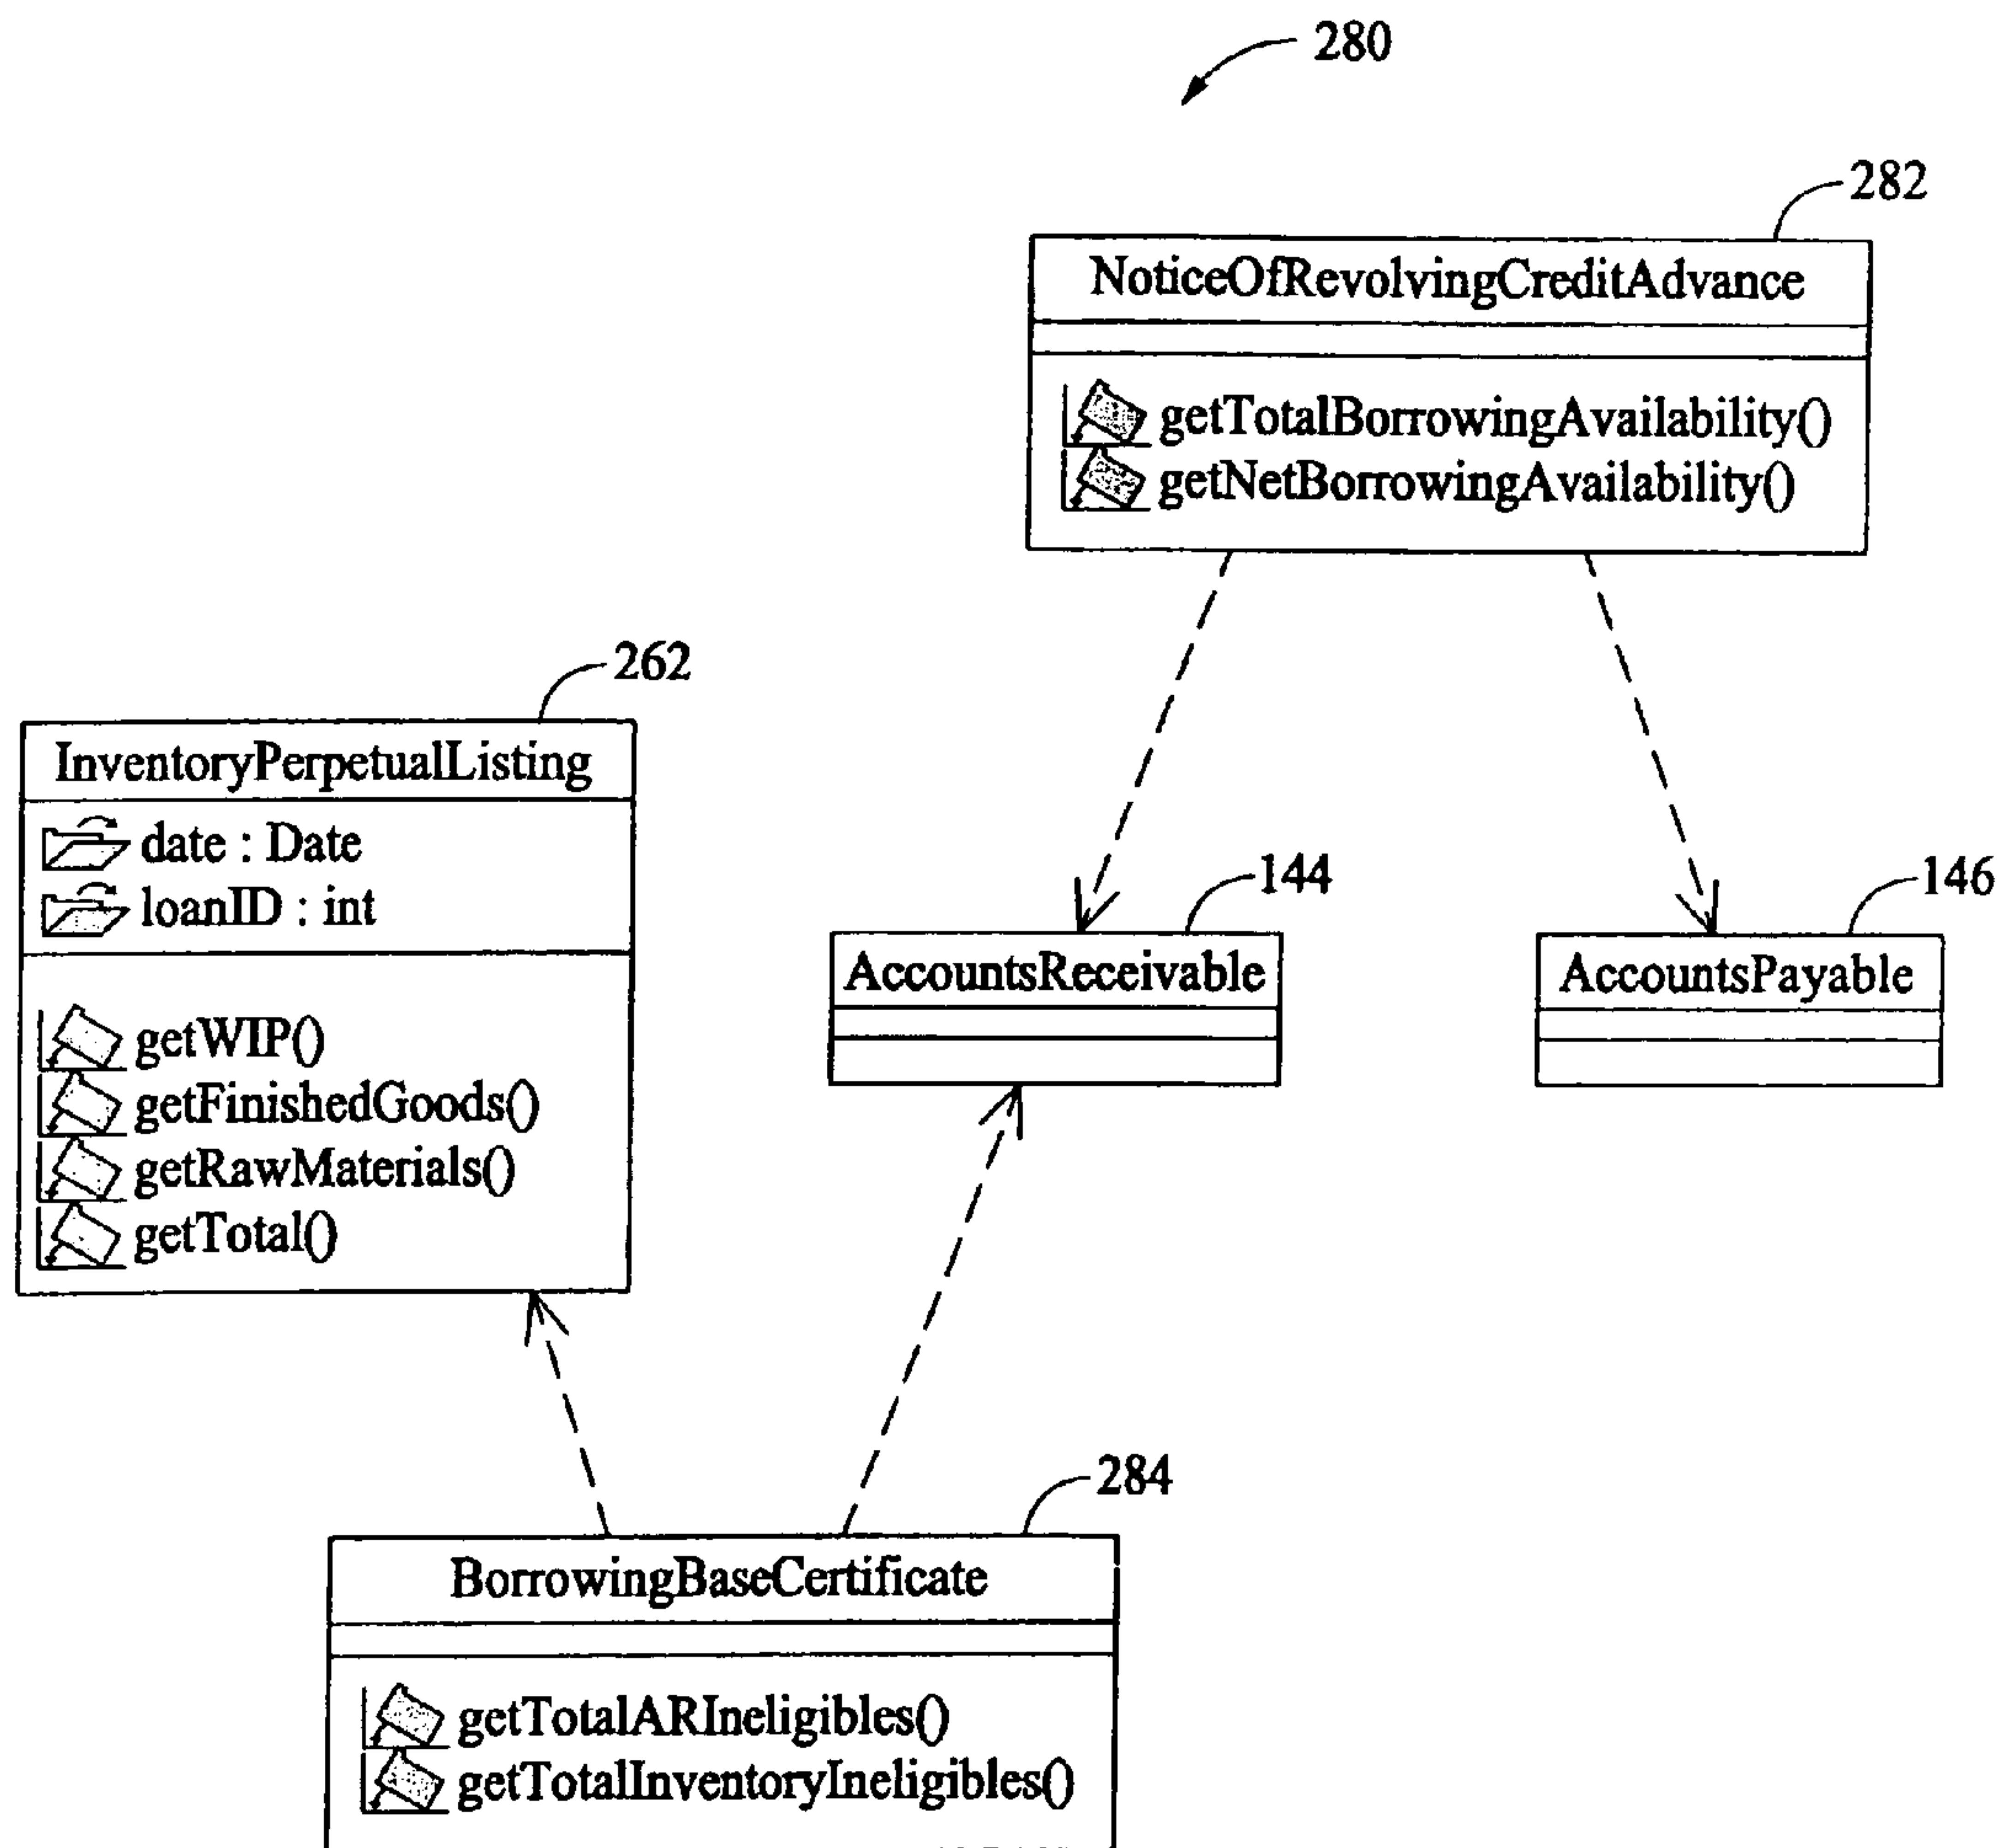 280
282
NoticeOfRevolvingCreditAdvance
getTotalBorrowingAvailability()
getNetBorrowingAvailability()
262
InventoryPerpetualListing
date : Date
loanID : int
getWIP()
getFinishedGoods()
getRawMaterials()
getTotal()
144
AccountsReceivable
146
AccountsPayable
284
BorrowingBaseCertificate
getTotalARIneligibles()
getTotalInventoryIneligibles()